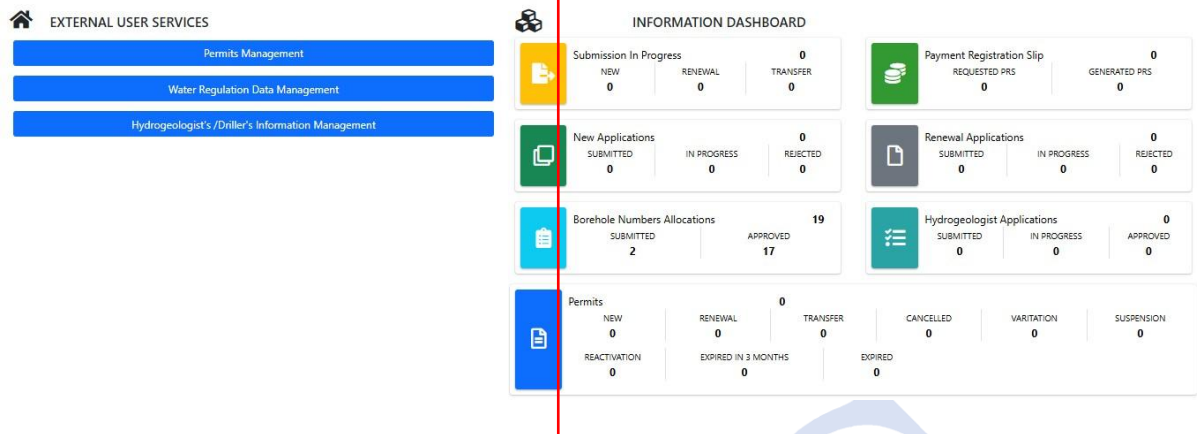 EXTERNAL USER SERVICES
Permits Management
Water Regulation Data Management
Hydrogeologist's /Driller's Information Management
INFORMATION DASHBOARD
Submission In Progress 0
NEW RENEWAL TRANSFER
0 0 0
Payment Registration Slip 0
REQUESTED PRS GENERATED PRS
0 0
New Applications 0
SUBMITTED IN PROGRESS REJECTED
0 0 0
Renewal Applications 0
SUBMITTED IN PROGRESS REJECTED
0 0 0
Borehole Numbers Allocations 19
SUBMITTED APPROVED
2 17
Hydrogeologist Applications 0
SUBMITTED IN PROGRESS APPROVED
0 0 0
Permits 0
NEW RENEWAL TRANSFER CANCELLED VARITATION SUSPENSION
0 0 0 0 0 0
REACTIVATION EXPIRED IN 3 MONTHS EXPIRED
0 0 0